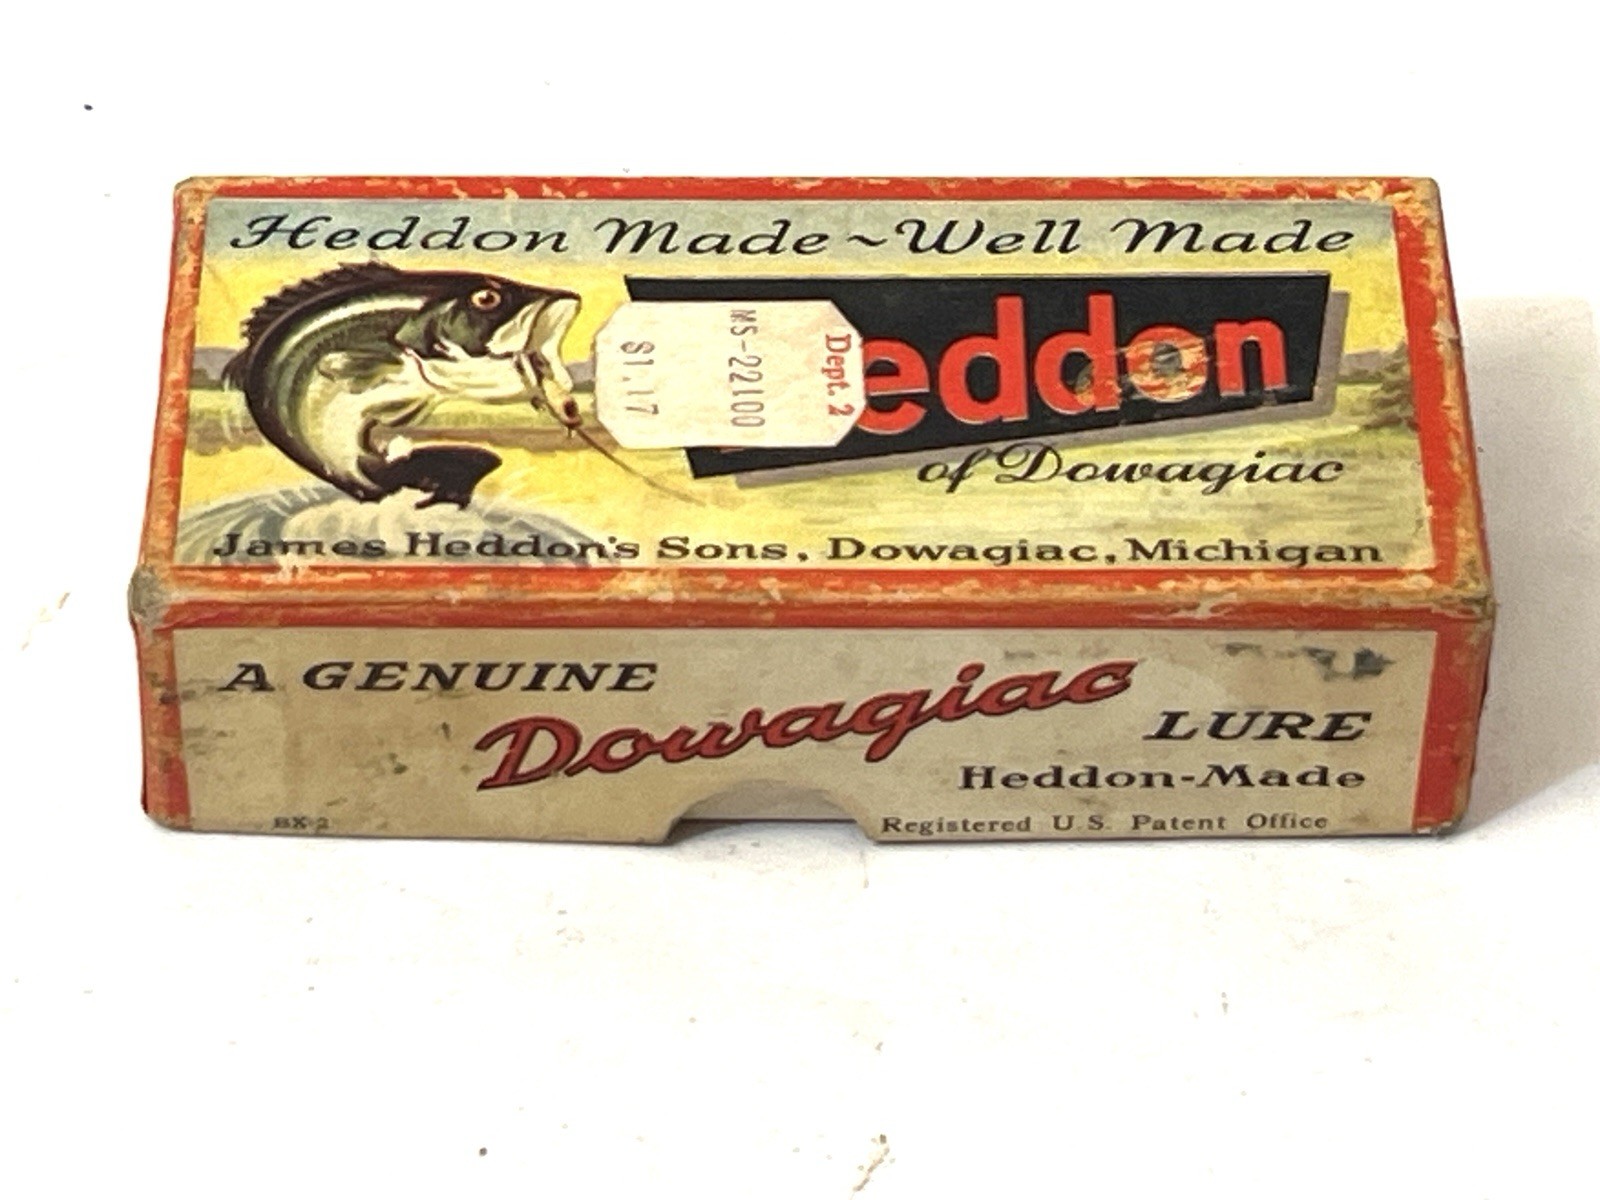 Heddon Made~Well Made
eddon
of Dowagiac
Dept. 2
MS-22100
$1.17
James Heddon's Sons, Dowagiac, Michigan
A GENUINE
Dowagiac
LURE
Heddon-Made
BX-2
Registered U.S. Patent Office